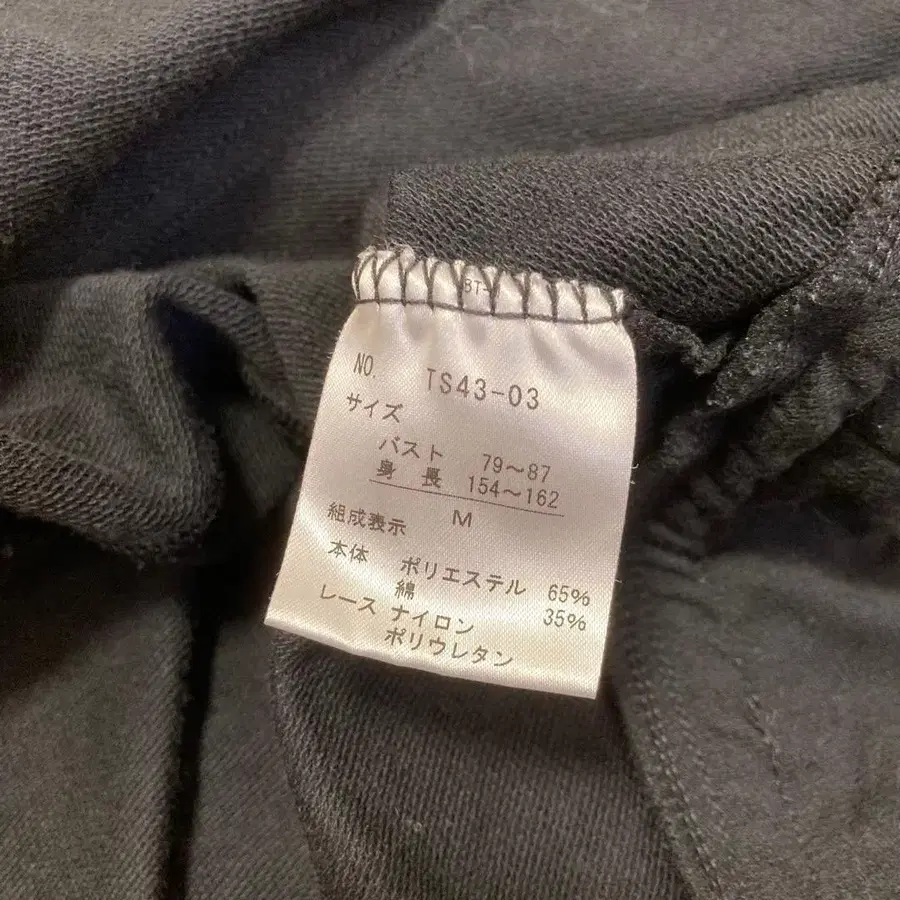 BT-
NO. TS43-03
サイズ
バスト 79～87
身長 154～162
M
組成表示
本体 ポリエステル 65%
綿 35%
レース ナイロン
ポリウレタン